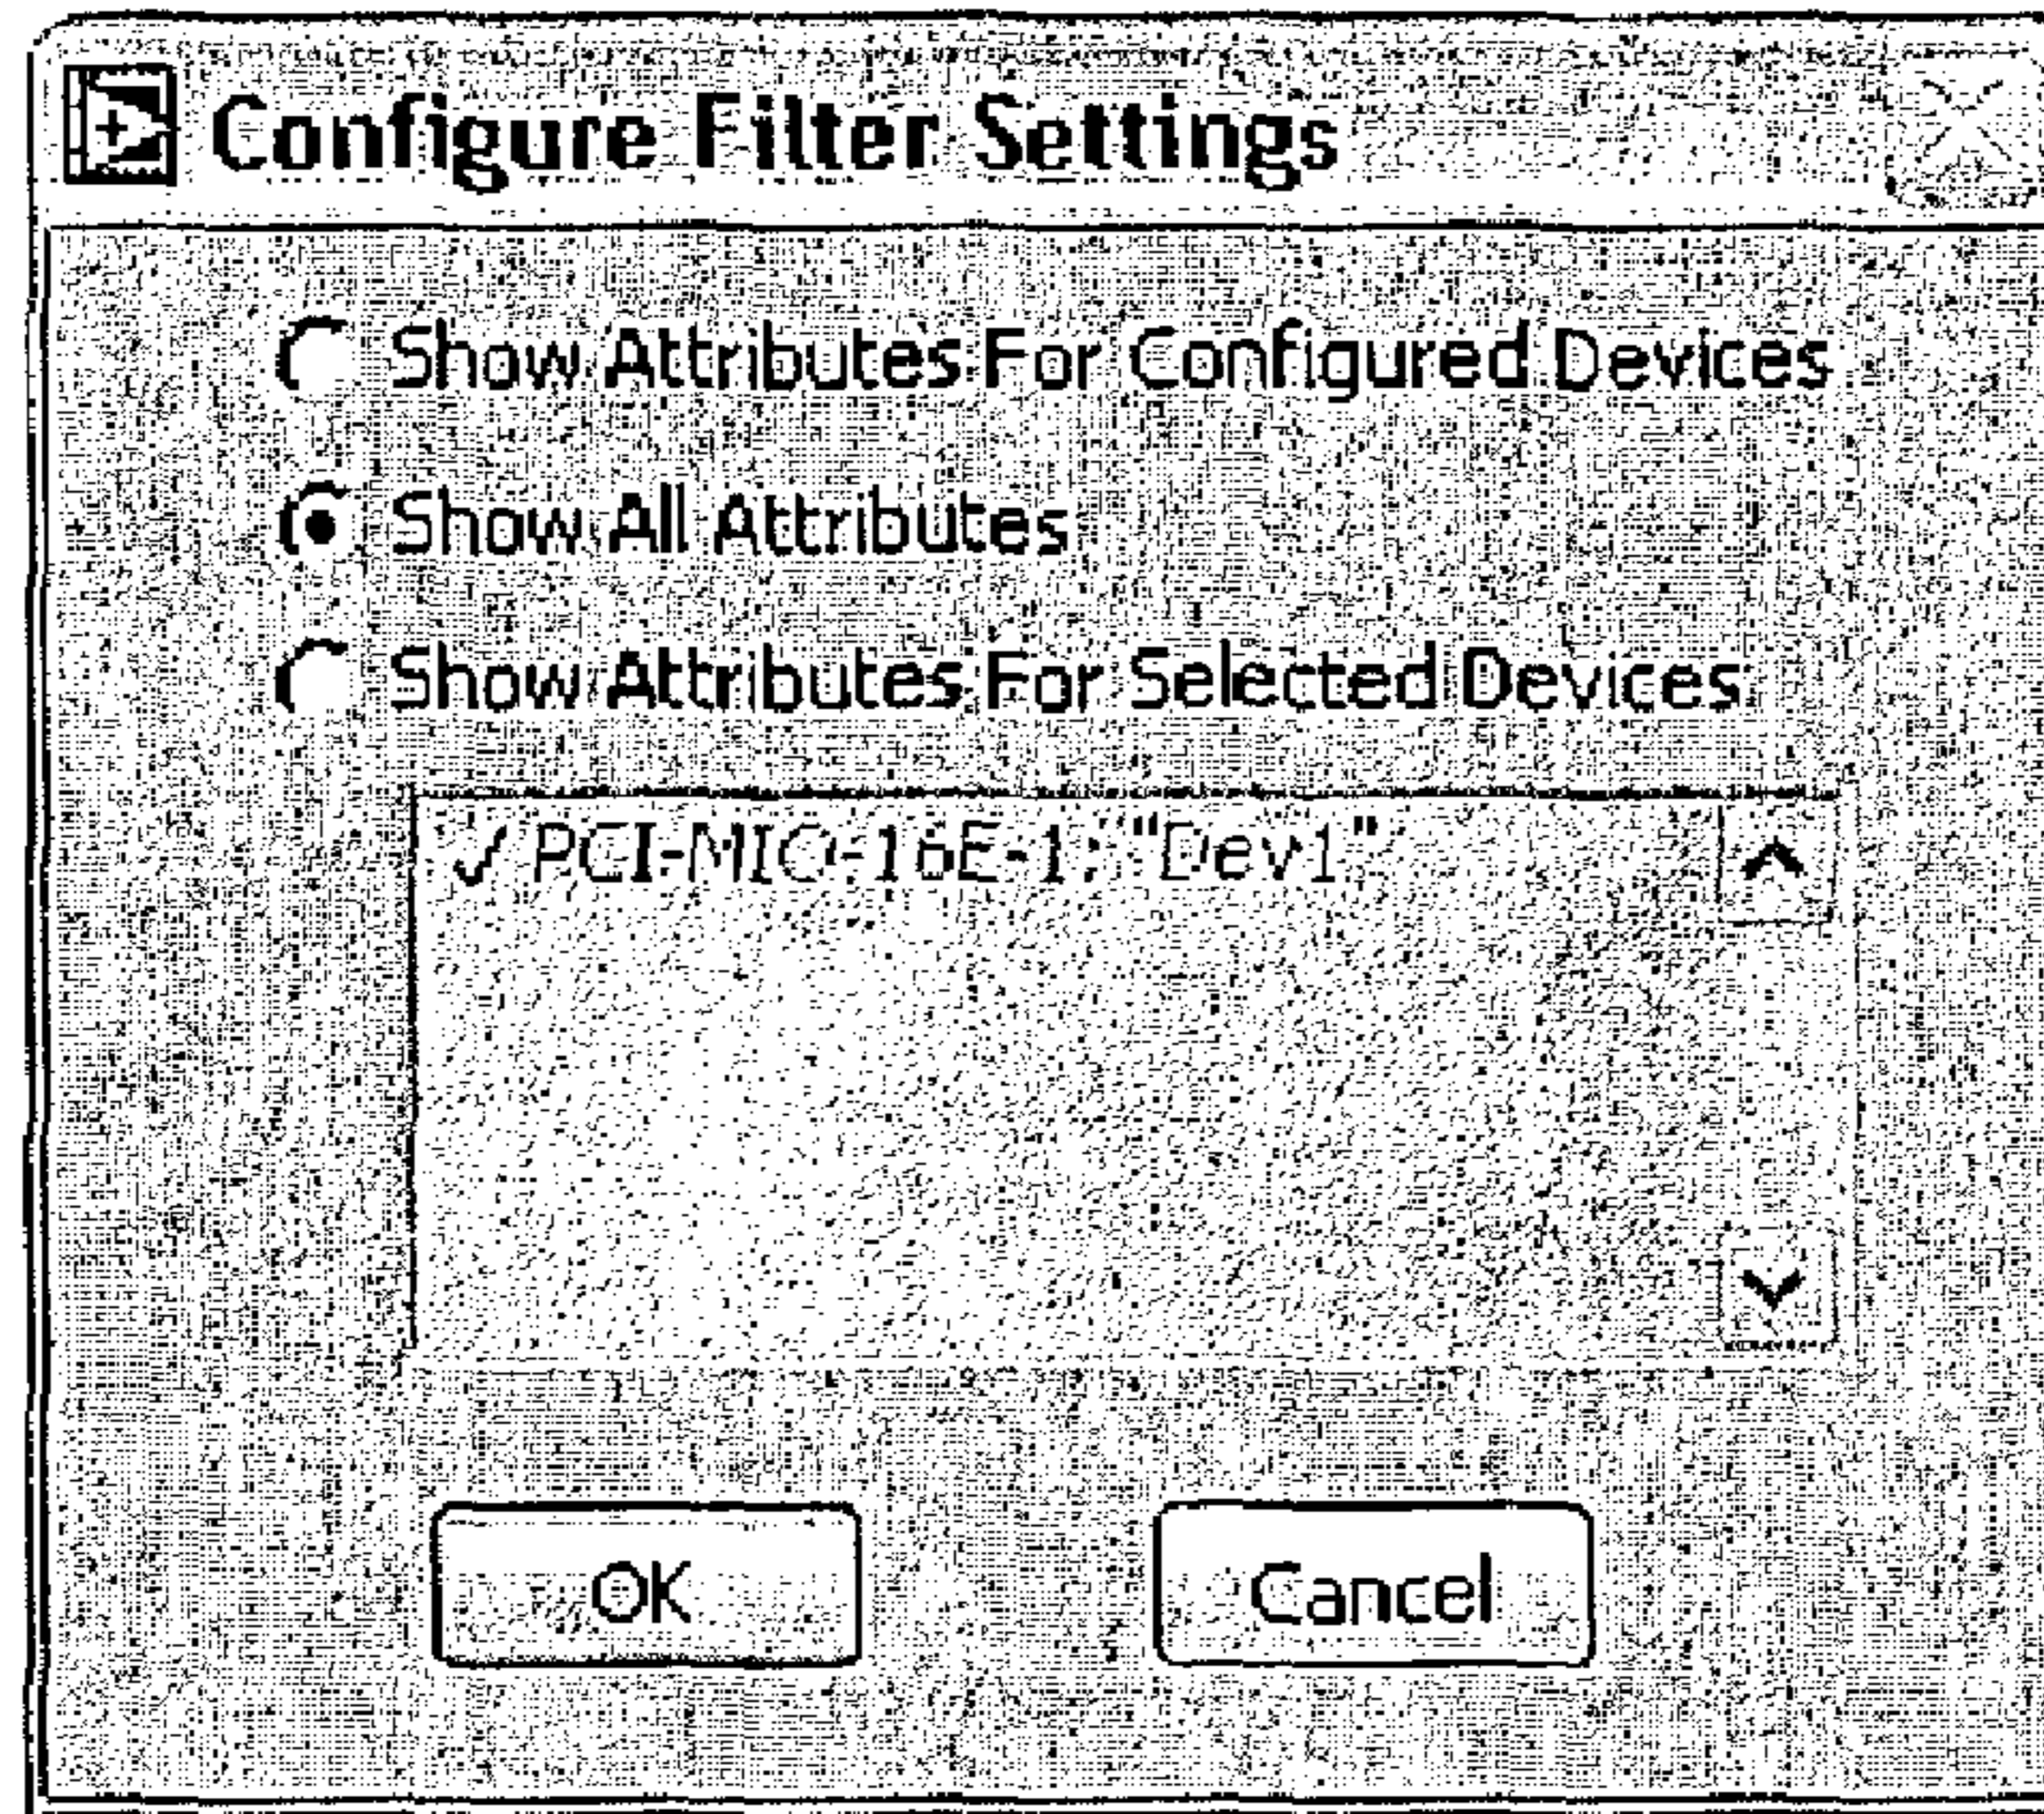 Configure Filter Settings
Show Attributes For Configured Devices
Show All Attributes
Show Attributes For Selected Devices
✓ PCI-MIO-16E-1: "Dev1"
OK
Cancel